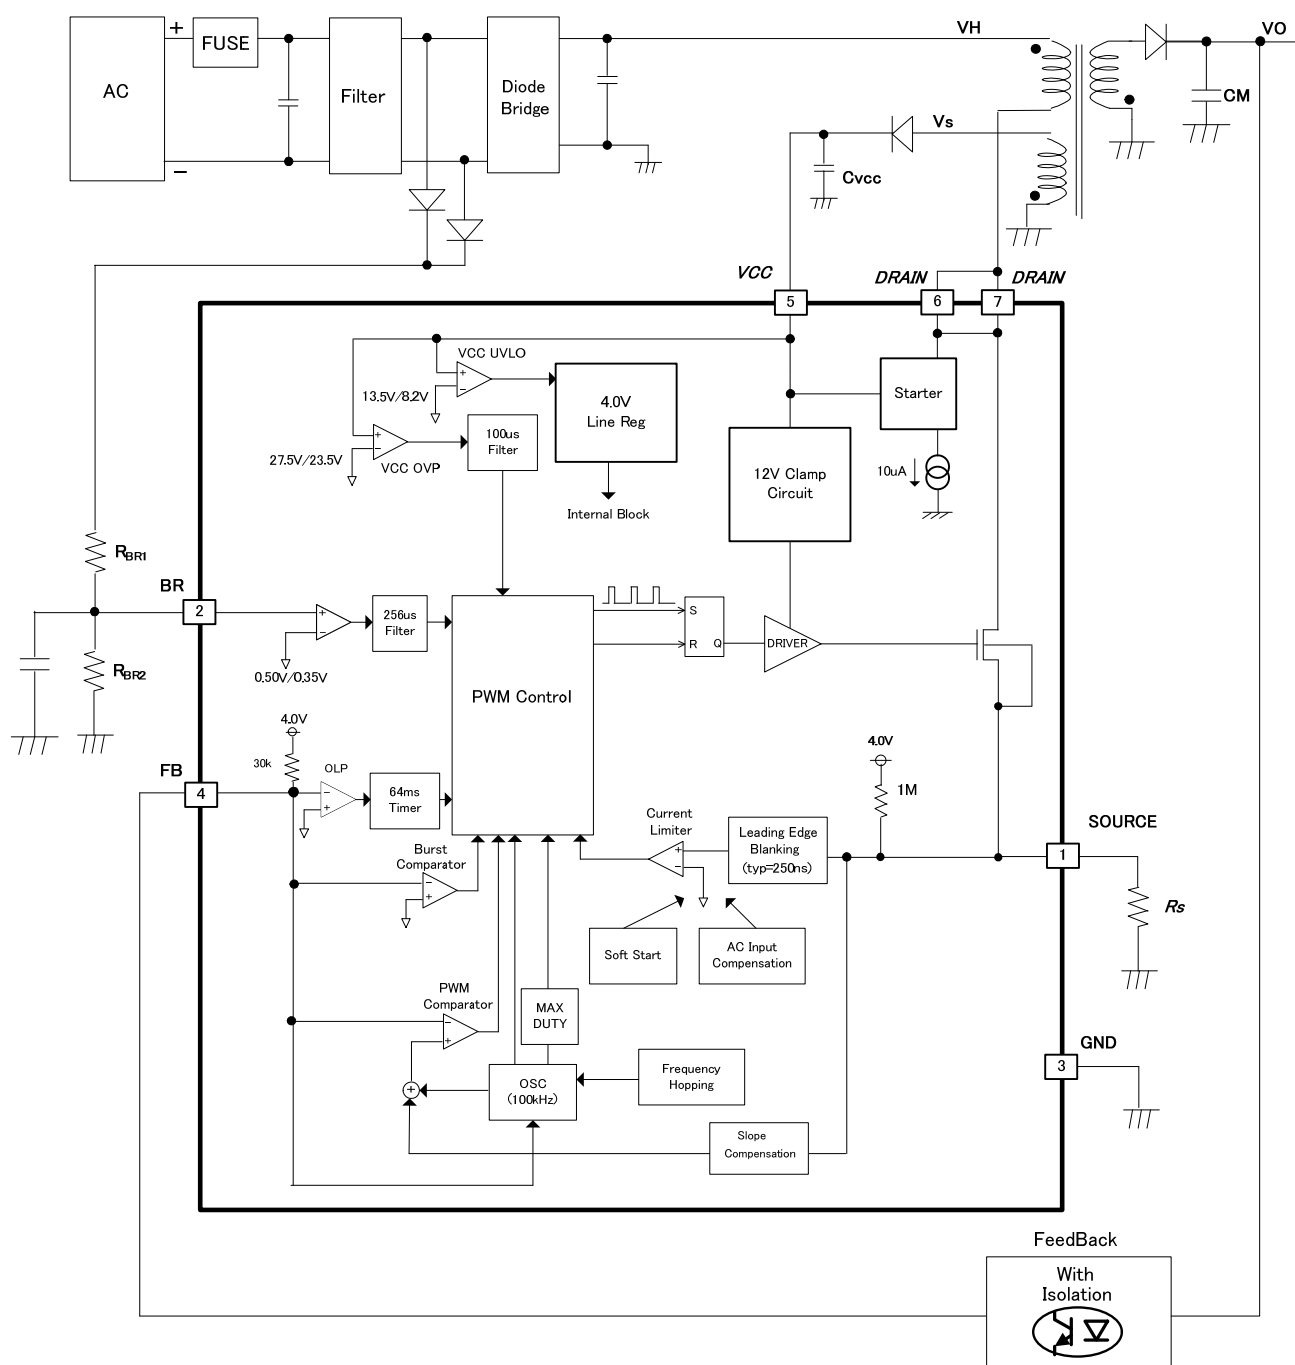 VH
VO
+
FUSE
AC
Filter
Diode
Bridge
CM
Vs
−
Cvcc
VCC
DRAIN
DRAIN
5
6
7
VCC UVLO
+
−
13.5V/8.2V
4.0V
Line Reg
Starter
100us
Filter
+
−
27.5V/23.5V
VCC OVP
12V Clamp
Circuit
10uA
Internal Block
RBR1
BR
2
+
−
256us
Filter
0.50V/0.35V
S
R
Q
DRIVER
RBR2
PWM Control
4.0V
30k
FB
4
OLP
−
+
64ms
Timer
4.0V
1M
Current
Limiter
+
−
Leading Edge
Blanking
(typ=250ns)
SOURCE
1
Rs
Burst
Comparator
−
+
Soft Start
AC Input
Compensation
PWM
Comparator
−
+
MAX
DUTY
GND
3
+
OSC
(100kHz)
Frequency
Hopping
Slope
Compensation
FeedBack
With
Isolation